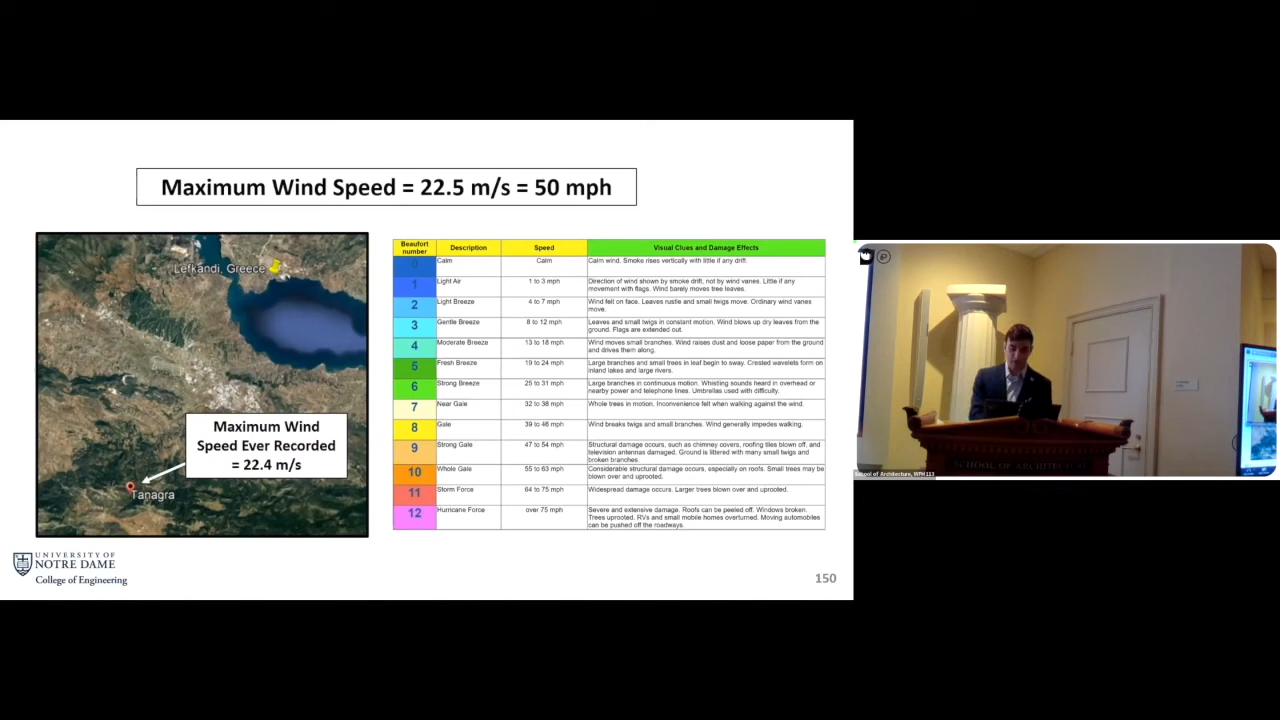 Maximum Wind Speed = 22.5 m/s = 50 mph
Lefkandi, Greece
Maximum Wind
Speed Ever Recorded
= 22.4 m/s
Tanagra
Beaufort number Description Speed Visual Clues and Damage Effects
0 Calm Calm Calm wind. Smoke rises vertically with little if any drift.
1 Light Air 1 to 3 mph Direction of wind shown by smoke drift, not by wind vanes. Little if any
movement with flags. Wind barely moves tree leaves.
2 Light Breeze 4 to 7 mph Wind felt on face. Leaves rustle and small twigs move. Ordinary wind vanes
move.
3 Gentle Breeze 8 to 12 mph Leaves and small twigs in constant motion. Wind blows up dry leaves from the
ground. Flags are extended out.
4 Moderate Breeze 13 to 18 mph Wind moves small branches. Wind raises dust and loose paper from the ground
and drives them along.
5 Fresh Breeze 19 to 24 mph Large branches and small trees in leaf begin to sway. Crested wavelets form on
inland lakes and large rivers.
6 Strong Breeze 25 to 31 mph Large branches in continuous motion. Whistling sounds heard in overhead or
nearby power and telephone lines. Umbrellas used with difficulty.
7 Near Gale 32 to 38 mph Whole trees in motion. Inconvenience felt when walking against the wind.
8 Gale 39 to 46 mph Wind breaks twigs and small branches. Wind generally impedes walking.
9 Strong Gale 47 to 54 mph Structural damage occurs, such as chimney covers, roofing tiles blown off, and
television antennas damaged. Ground is littered with many small twigs and
broken branches.
10 Whole Gale 55 to 63 mph Considerable structural damage occurs, especially on roofs. Small trees may be
blown over and uprooted.
11 Storm Force 64 to 75 mph Widespread damage occurs. Larger trees blown over and uprooted.
12 Hurricane Force over 75 mph Severe and extensive damage. Roofs can be peeled off. Windows broken.
Trees uprooted. RVs and small mobile homes overturned. Moving automobiles
can be pushed off the roadways.
UNIVERSITY OF
NOTRE DAME
College of Engineering
150
SCHOOL OF ARCHITECTURE
School of Architecture, WFH 113